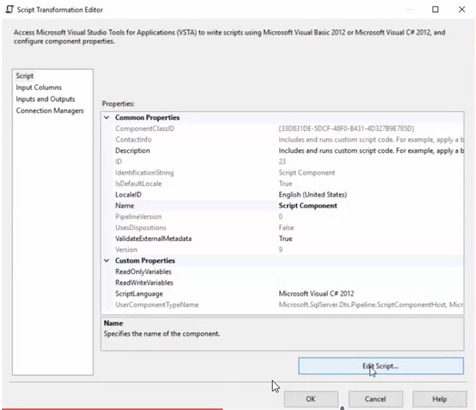 Script Transformation Editor
Access Microsoft Visual Studio Tools for Applications (VSTA) to write scripts using Microsoft Visual Basic 2012 or Microsoft Visual C# 2012, and
configure component properties.
Script
Input Columns
Inputs and Outputs
Connection Managers
Properties:
Common Properties
ComponentClassID {33D831DE-5DCF-48F0-B431-4D327B9E785D}
ContactInfo Includes and runs custom script code. For example, apply a b
Description Includes and runs custom script code. For example, apply a b
ID 23
IdentificationString Script Component
IsDefaultLocale True
LocaleID English (United States)
Name Script Component
PipelineVersion 0
UsesDispositions False
ValidateExternalMetadata True
Version 9
Custom Properties
ReadOnlyVariables
ReadWriteVariables
ScriptLanguage Microsoft Visual C# 2012
UserComponentTypeName Microsoft.SqlServer.Dts.Pipeline.ScriptComponentHost, Micr
Name
Specifies the name of the component.
Edit Script...
OK Cancel Help